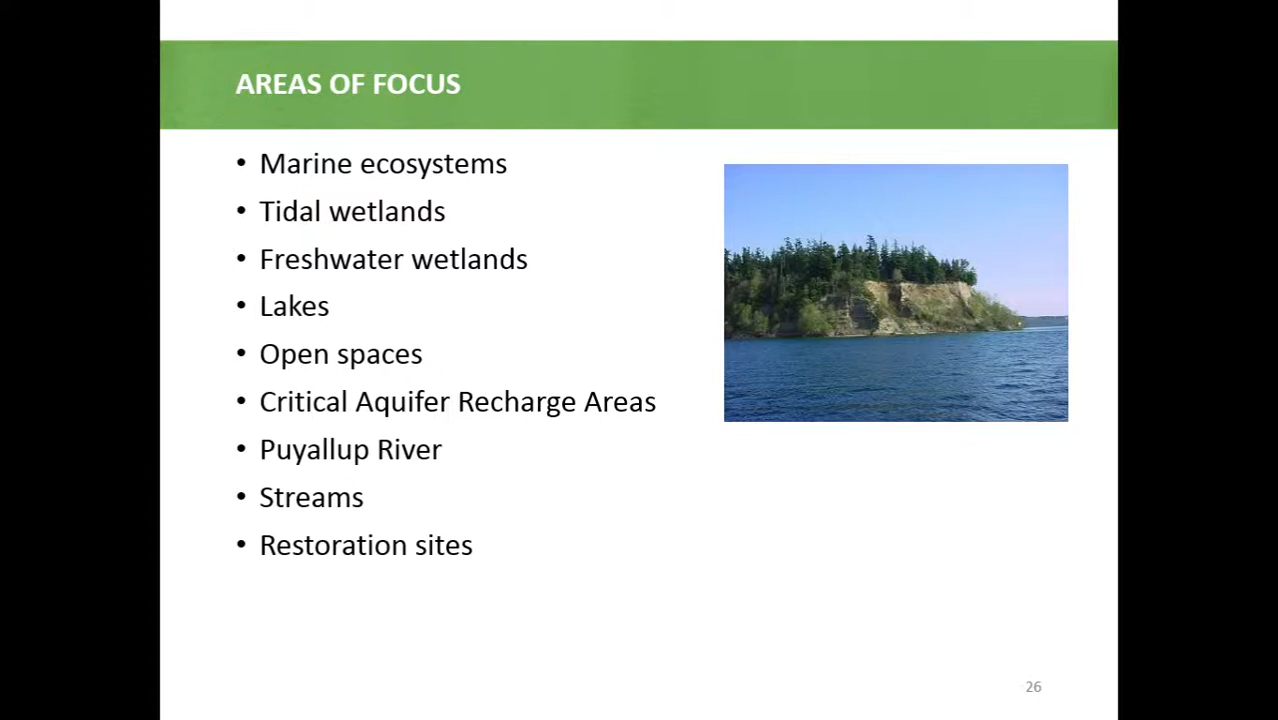 AREAS OF FOCUS
• Marine ecosystems
• Tidal wetlands
• Freshwater wetlands
• Lakes
• Open spaces
• Critical Aquifer Recharge Areas
• Puyallup River
• Streams
• Restoration sites
26